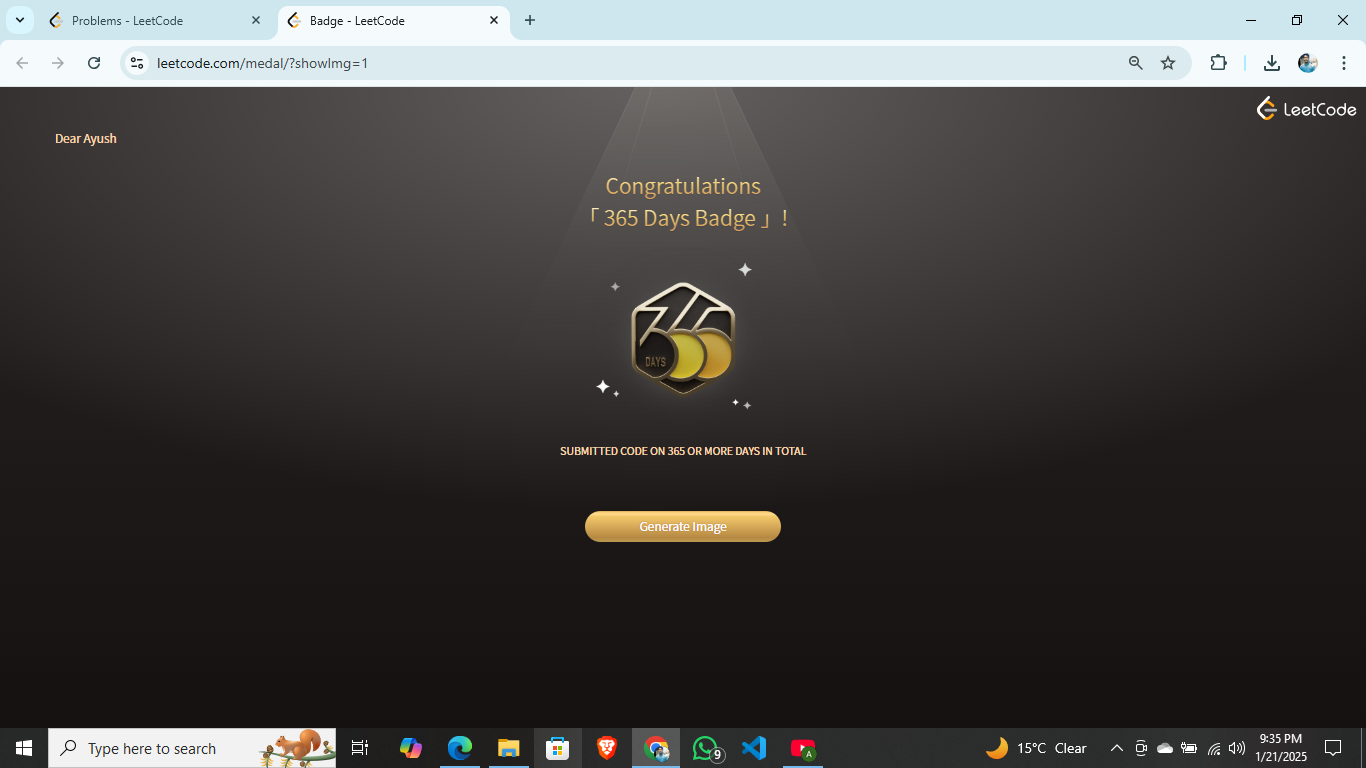 Problems - LeetCode
Badge - LeetCode
leetcode.com/medal/?showImg=1
LeetCode
Dear Ayush
Congratulations
「 365 Days Badge 」!
365
DAYS
SUBMITTED CODE ON 365 OR MORE DAYS IN TOTAL
Generate Image
Type here to search
9
A
15°C Clear
9:35 PM
1/21/2025